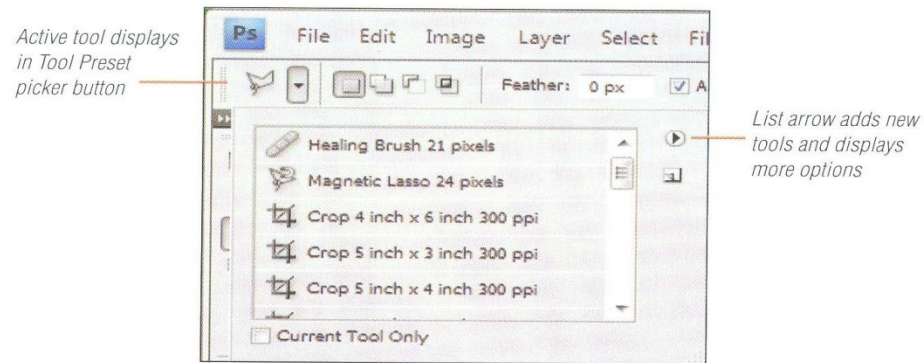 Active tool displays
in Tool Preset
picker button
Ps File Edit Image Layer Select Fil
Feather: 0 px A
Healing Brush 21 pixels
Magnetic Lasso 24 pixels
Crop 4 inch x 6 inch 300 ppi
Crop 5 inch x 3 inch 300 ppi
Crop 5 inch x 4 inch 300 ppi
Current Tool Only
List arrow adds new
tools and displays
more options